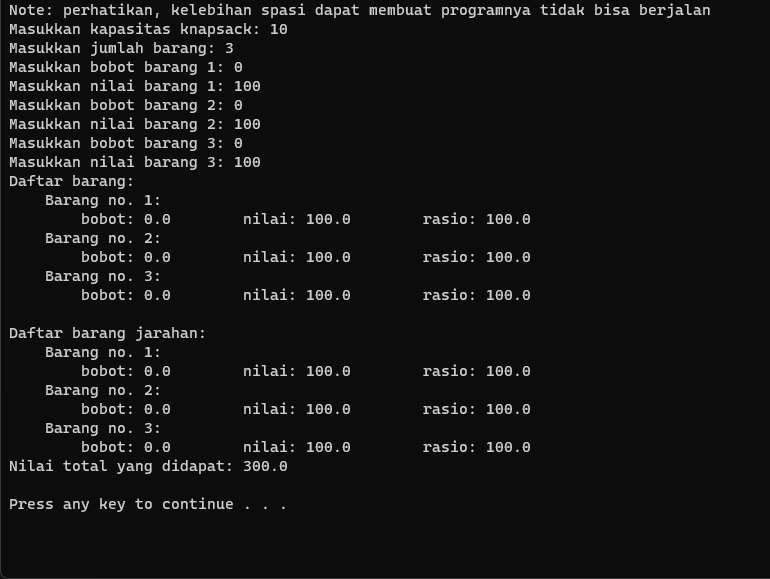 Note: perhatikan, kelebihan spasi dapat membuat programnya tidak bisa berjalan
Masukkan kapasitas knapsack: 10
Masukkan jumlah barang: 3
Masukkan bobot barang 1: 0
Masukkan nilai barang 1: 100
Masukkan bobot barang 2: 0
Masukkan nilai barang 2: 100
Masukkan bobot barang 3: 0
Masukkan nilai barang 3: 100
Daftar barang:
    Barang no. 1:
        bobot: 0.0        nilai: 100.0        rasio: 100.0
    Barang no. 2:
        bobot: 0.0        nilai: 100.0        rasio: 100.0
    Barang no. 3:
        bobot: 0.0        nilai: 100.0        rasio: 100.0

Daftar barang jarahan:
    Barang no. 1:
        bobot: 0.0        nilai: 100.0        rasio: 100.0
    Barang no. 2:
        bobot: 0.0        nilai: 100.0        rasio: 100.0
    Barang no. 3:
        bobot: 0.0        nilai: 100.0        rasio: 100.0
Nilai total yang didapat: 300.0

Press any key to continue . . .